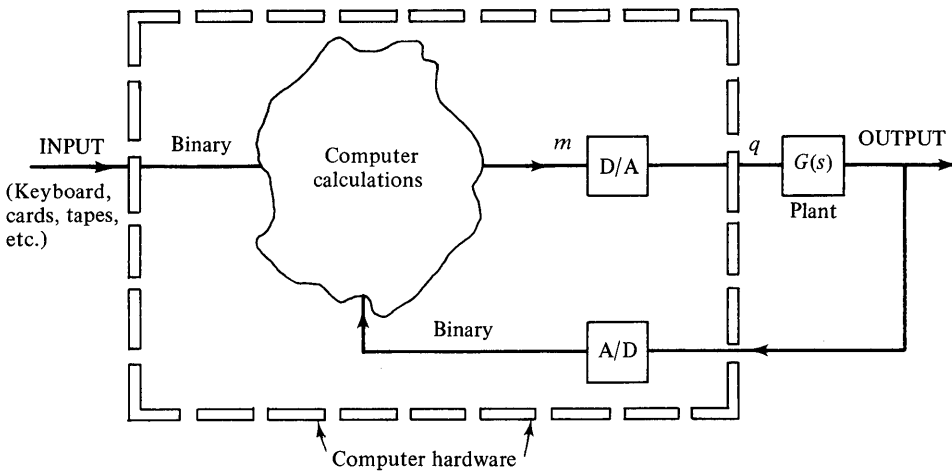 INPUT
(Keyboard,
cards, tapes,
etc.)
Binary
Computer
calculations
m
D/A
q
G(s)
Plant
OUTPUT
Binary
A/D
Computer hardware